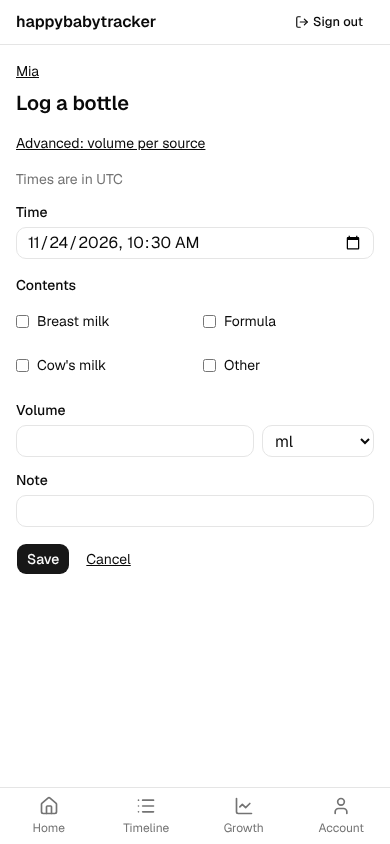 happybabytracker
Sign out
Mia
Log a bottle
Advanced: volume per source
Times are in UTC
Time
11/24/2026, 10:30 AM
Contents
Breast milk
Formula
Cow's milk
Other
Volume
ml
Note
Save
Cancel
Home
Timeline
Growth
Account